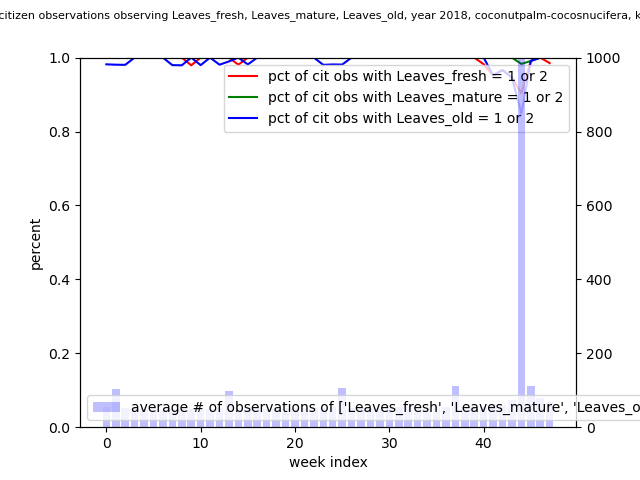 citizen observations observing Leaves_fresh, Leaves_mature, Leaves_old, year 2018, coconutpalm-cocosnucifera, k
1.0
0.8
0.6
0.4
0.2
0.0
percent
1000
800
600
400
200
0
pct of cit obs with Leaves_fresh = 1 or 2
pct of cit obs with Leaves_mature = 1 or 2
pct of cit obs with Leaves_old = 1 or 2
average # of observations of ['Leaves_fresh', 'Leaves_mature', 'Leaves_o
0 10 20 30 40
week index